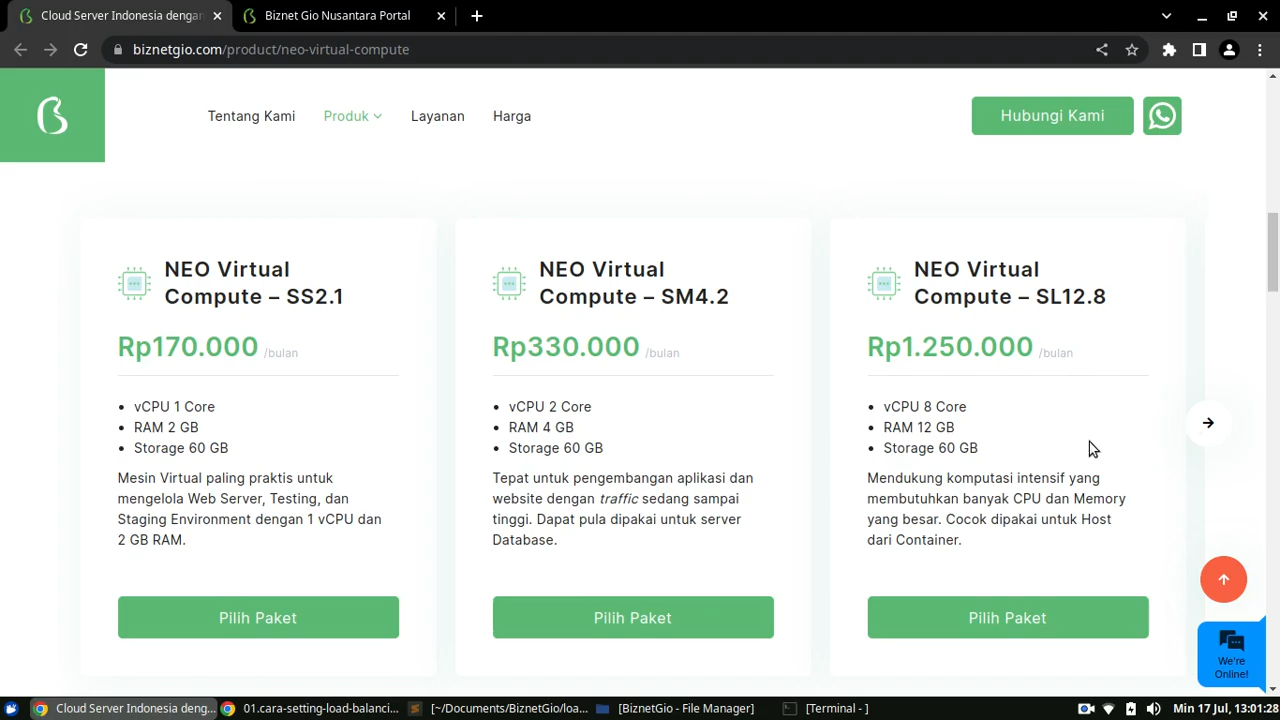 Cloud Server Indonesia dengan
Biznet Gio Nusantara Portal
biznetgio.com/product/neo-virtual-compute
Tentang Kami
Produk
Layanan
Harga
Hubungi Kami
NEO Virtual
Compute – SS2.1
Rp170.000 /bulan
• vCPU 1 Core
• RAM 2 GB
• Storage 60 GB
Mesin Virtual paling praktis untuk
mengelola Web Server, Testing, dan
Staging Environment dengan 1 vCPU dan
2 GB RAM.
Pilih Paket
NEO Virtual
Compute – SM4.2
Rp330.000 /bulan
• vCPU 2 Core
• RAM 4 GB
• Storage 60 GB
Tepat untuk pengembangan aplikasi dan
website dengan traffic sedang sampai
tinggi. Dapat pula dipakai untuk server
Database.
Pilih Paket
NEO Virtual
Compute – SL12.8
Rp1.250.000 /bulan
• vCPU 8 Core
• RAM 12 GB
• Storage 60 GB
Mendukung komputasi intensif yang
membutuhkan banyak CPU dan Memory
yang besar. Cocok dipakai untuk Host
dari Container.
Pilih Paket
We're
Online!
Cloud Server Indonesia deng...
01.cara-setting-load-balanci...
[~/Documents/BiznetGio/loa...
[BiznetGio - File Manager]
[Terminal - ]
Min 17 Jul, 13:01:28